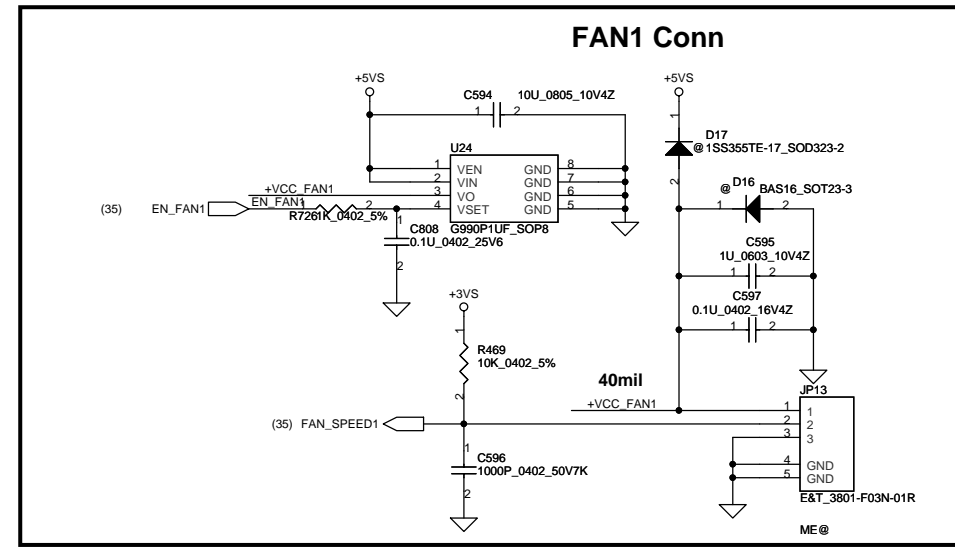 FAN1 Conn
+5VS
+5VS
C594 10U_0805_10V4Z
1 2
1
D17
@ 1SS355TE-17_SOD323-2
2
U24
1 VEN GND 8
2 VIN GND 7
3 VO GND 6
4 VSET GND 5
G990P1UF_SOP8
+VCC_FAN1
(35) EN_FAN1
EN_FAN1
1 2
R7261K_0402_5%
@ D16 BAS16_SOT23-3
1 2
1
C808
0.1U_0402_25V6
2
C595
1U_0603_10V4Z
1 2
C597
0.1U_0402_16V4Z
1 2
+3VS
1
R469
10K_0402_5%
2
40mil
+VCC_FAN1
(35) FAN_SPEED1
1
C596
1000P_0402_50V7K
2
JP13
1 1
2 2
3 3
4 GND
5 GND
E&T_3801-F03N-01R
ME@